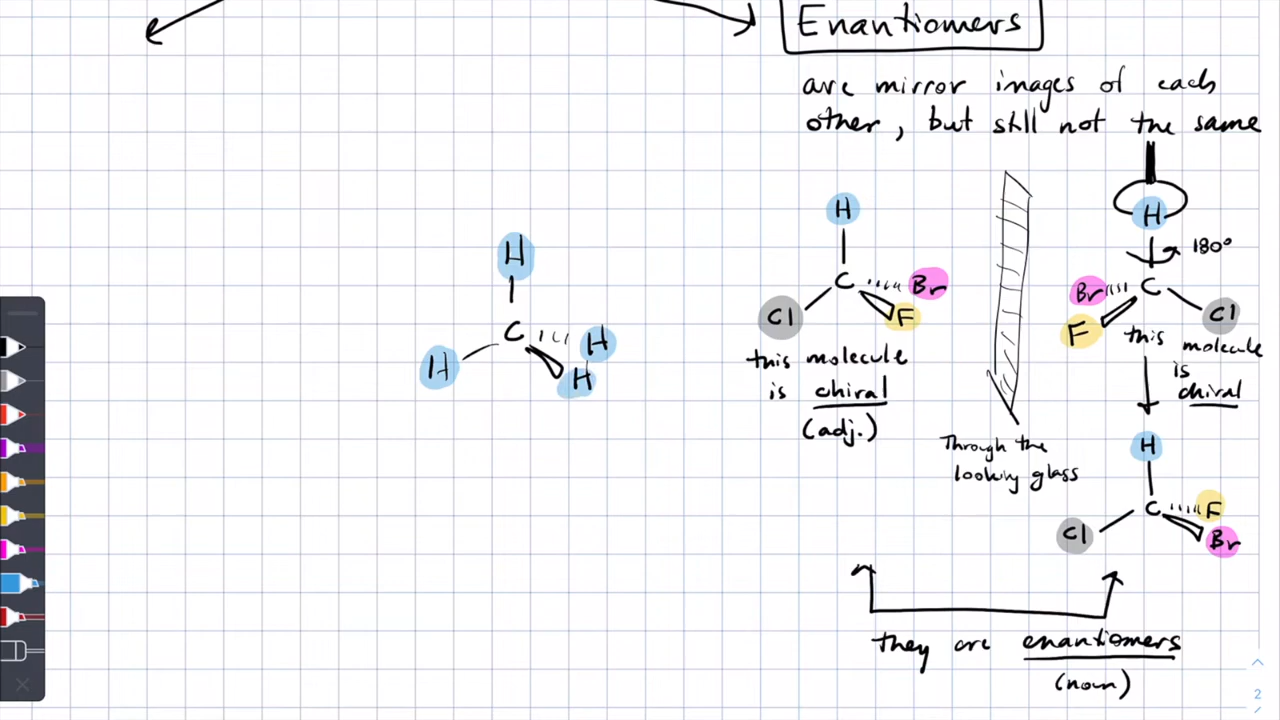 Enantiomers
are mirror images of each
other, but still not the same
H
C
H
H
H
H
C
Br
Cl
F
this molecule
is chiral
(adj.)
Through the
looking glass
H
180°
Br
C
F
Cl
this molecule
is
chiral
H
C
F
Cl
Br
they are enantiomers
(noun)
2